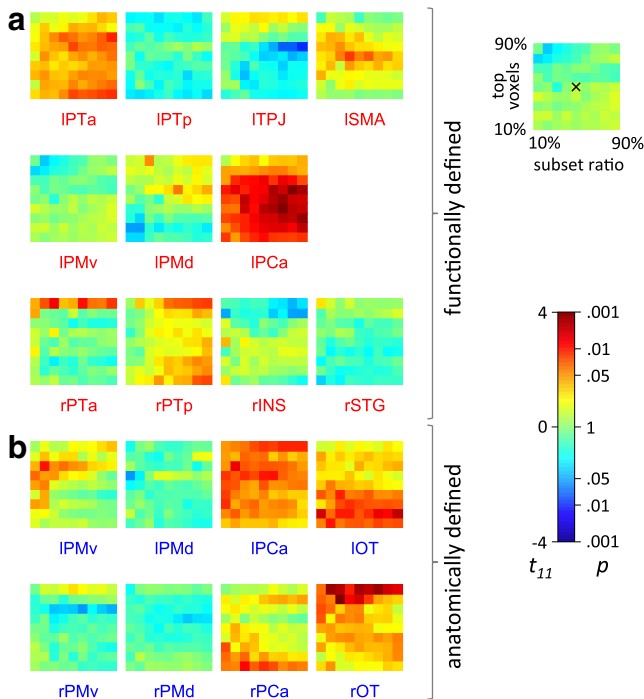 a
lPTa lPTp lTPJ lSMA
lPMv lPMd lPCa
rPTa rPTp rINS rSTG
functionally defined
90%
top
voxels
10%
×
10% 90%
subset ratio
4 .001
.01
.05
0 1
.05
.01
-4 .001
t11 p
b
lPMv lPMd lPCa lOT
rPMv rPMd rPCa rOT
anatomically defined